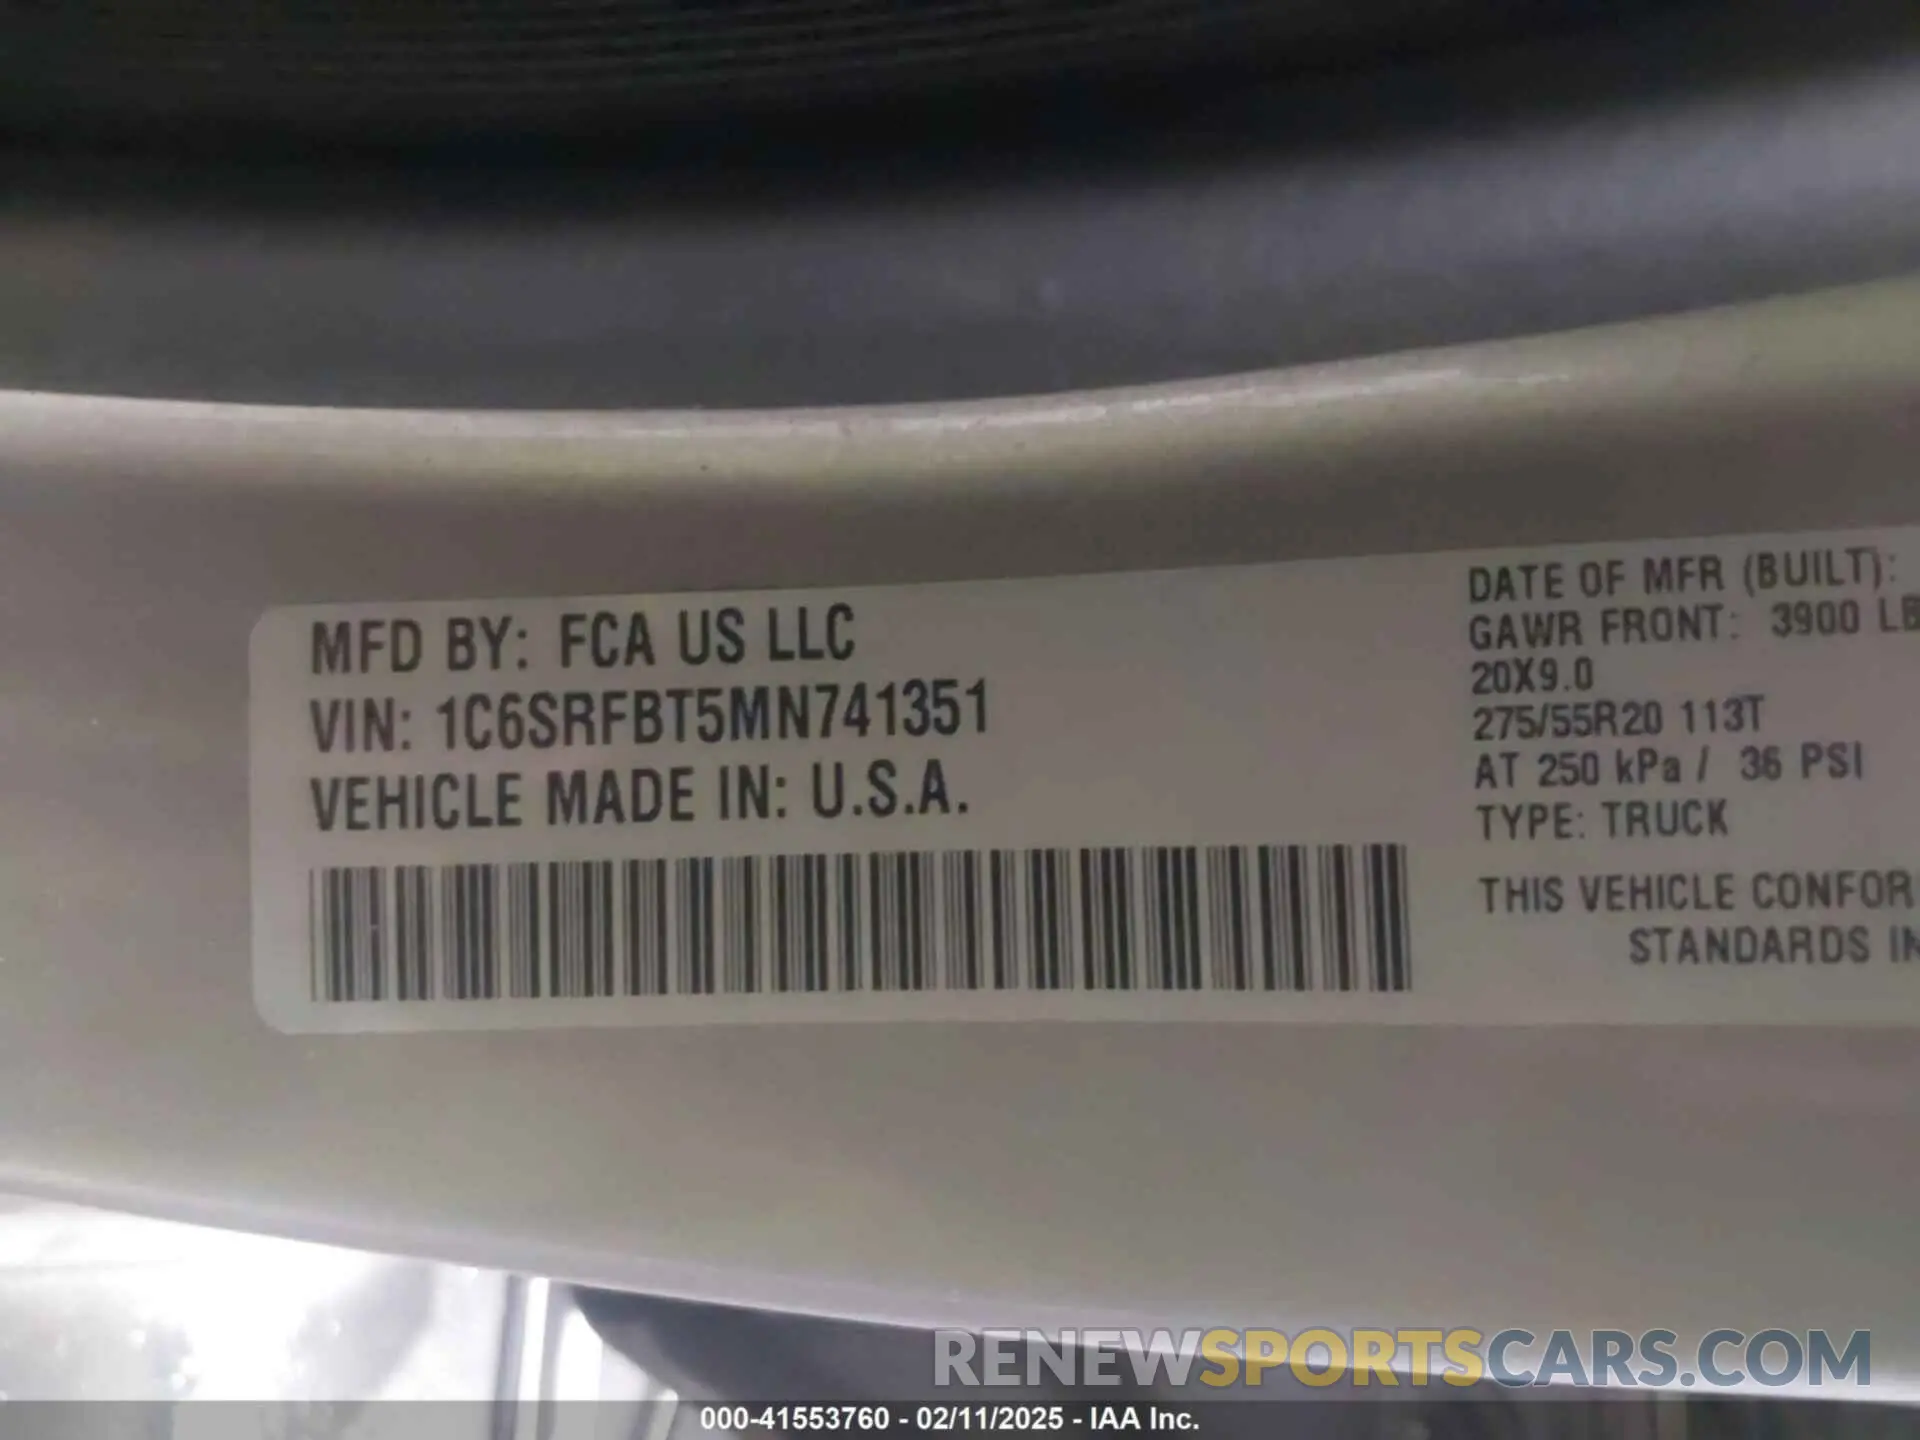 MFD BY: FCA US LLC
VIN: 1C6SRFBT5MN741351
VEHICLE MADE IN: U.S.A.
DATE OF MFR (BUILT):
GAWR FRONT: 3900 LB
20X9.0
275/55R20 113T
AT 250 kPa / 36 PSI
TYPE: TRUCK
THIS VEHICLE CONFOR
STANDARDS IN
RENEWSPORTSCARS.COM
000-41553760 - 02/11/2025 - IAA Inc.